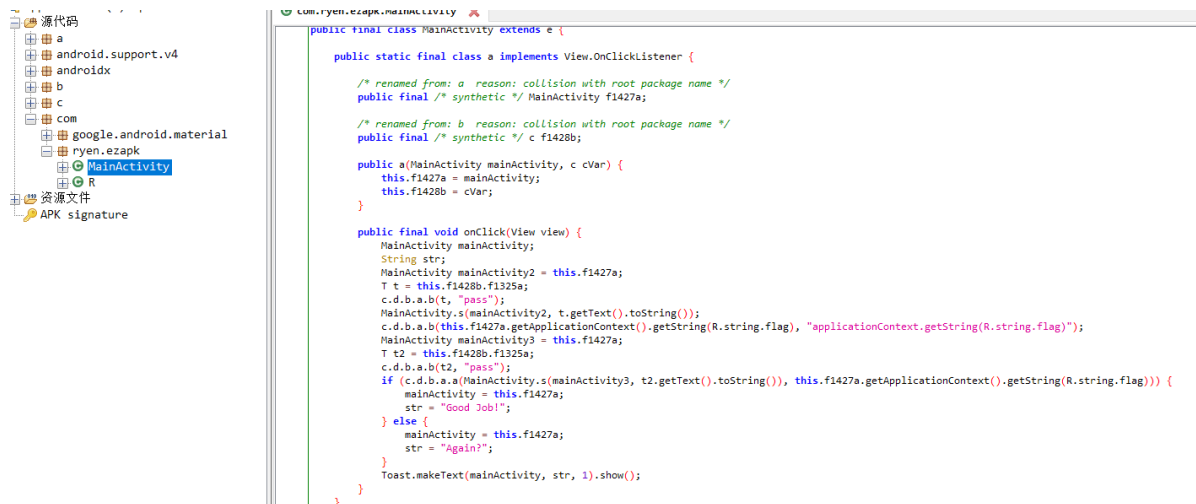 源代码
a
android.support.v4
androidx
b
c
com
google.android.material
ryen.ezapk
MainActivity
R
资源文件
APK signature
com.ryen.ezapk.MainActivity
public final class MainActivity extends e {
public static final class a implements View.OnClickListener {
/* renamed from: a  reason: collision with root package name */
public final /* synthetic */ MainActivity f1427a;
/* renamed from: b  reason: collision with root package name */
public final /* synthetic */ c f1428b;
public a(MainActivity mainActivity, c cVar) {
this.f1427a = mainActivity;
this.f1428b = cVar;
}
public final void onClick(View view) {
MainActivity mainActivity;
String str;
MainActivity mainActivity2 = this.f1427a;
T t = this.f1428b.f1325a;
c.d.b.a.b(t, "pass");
MainActivity.s(mainActivity2, t.getText().toString());
c.d.b.a.b(this.f1427a.getApplicationContext().getString(R.string.flag), "applicationContext.getString(R.string.flag)");
MainActivity mainActivity3 = this.f1427a;
T t2 = this.f1428b.f1325a;
c.d.b.a.b(t2, "pass");
if (c.d.b.a.a(MainActivity.s(mainActivity3, t2.getText().toString()), this.f1427a.getApplicationContext().getString(R.string.flag))) {
mainActivity = this.f1427a;
str = "Good Job!";
} else {
mainActivity = this.f1427a;
str = "Again?";
}
Toast.makeText(mainActivity, str, 1).show();
}
}